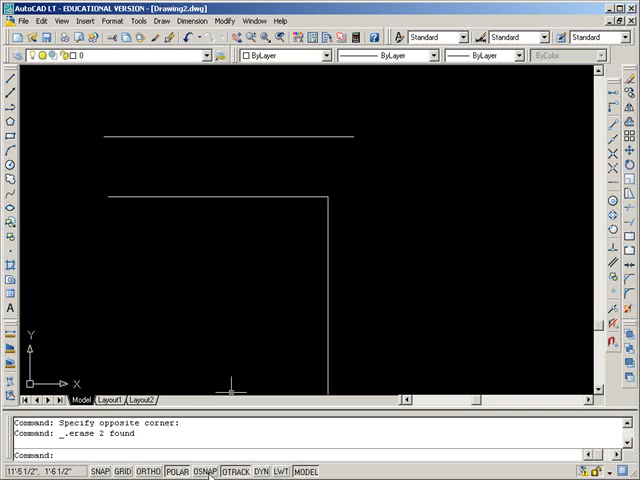 AutoCAD LT - EDUCATIONAL VERSION - [Drawing2.dwg]
File Edit View Insert Format Tools Draw Dimension Modify Window Help
Standard Standard Standard
0 ByLayer ByLayer ByLayer ByColor
A
Y
X
Model Layout1 Layout2
Command: Specify opposite corner:
Command: _.erase 2 found
Command:
11'-5 1/2", 1'-6 1/2" SNAP GRID ORTHO POLAR OSNAP OTRACK DYN LWT MODEL